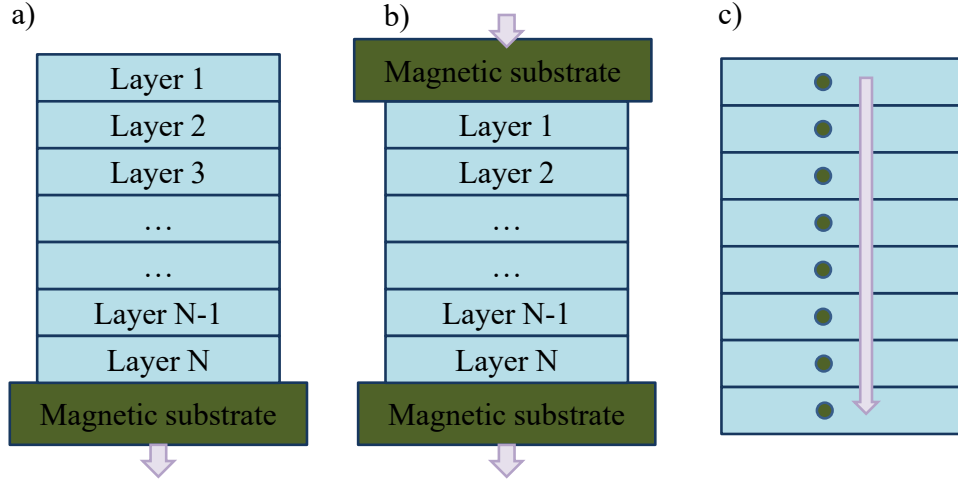 a)
Layer 1
Layer 2
Layer 3
…
…
Layer N-1
Layer N
Magnetic substrate
b)
Magnetic substrate
Layer 1
Layer 2
…
…
Layer N-1
Layer N
Magnetic substrate
c)